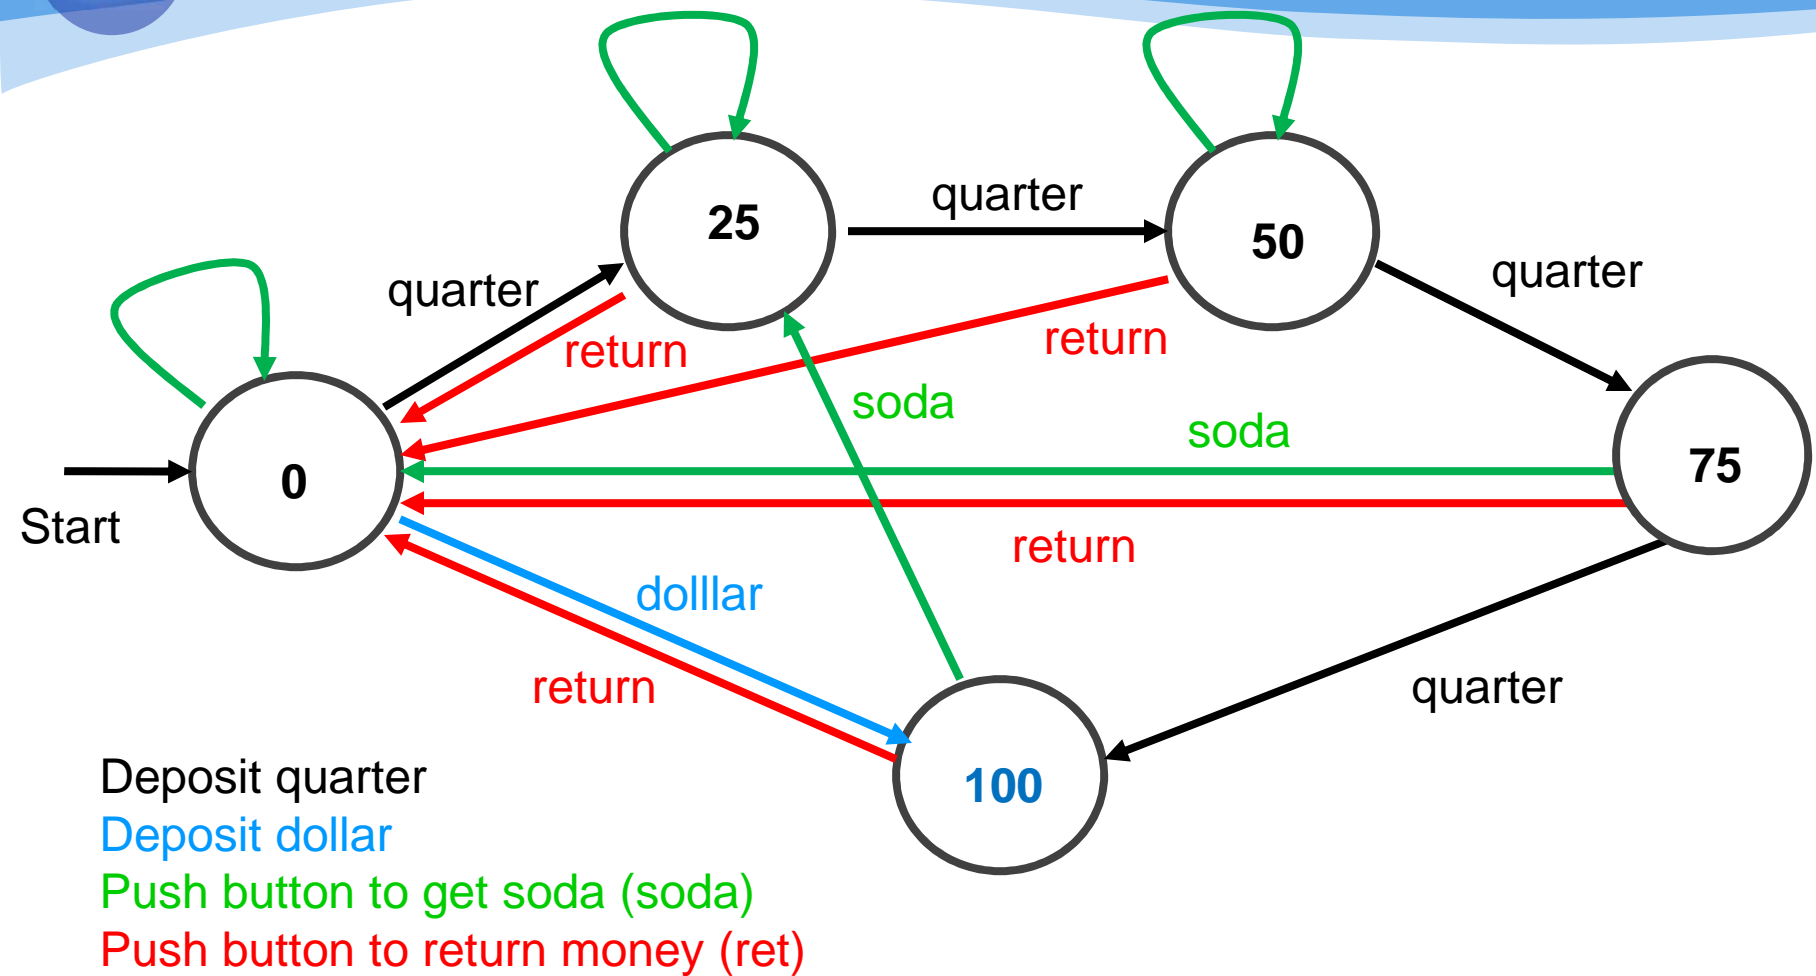 quarter
25
50
quarter
quarter
return
return
soda
soda
0
75
Start
return
dolllar
return
quarter
100
Deposit quarter
Deposit dollar
Push button to get soda (soda)
Push button to return money (ret)